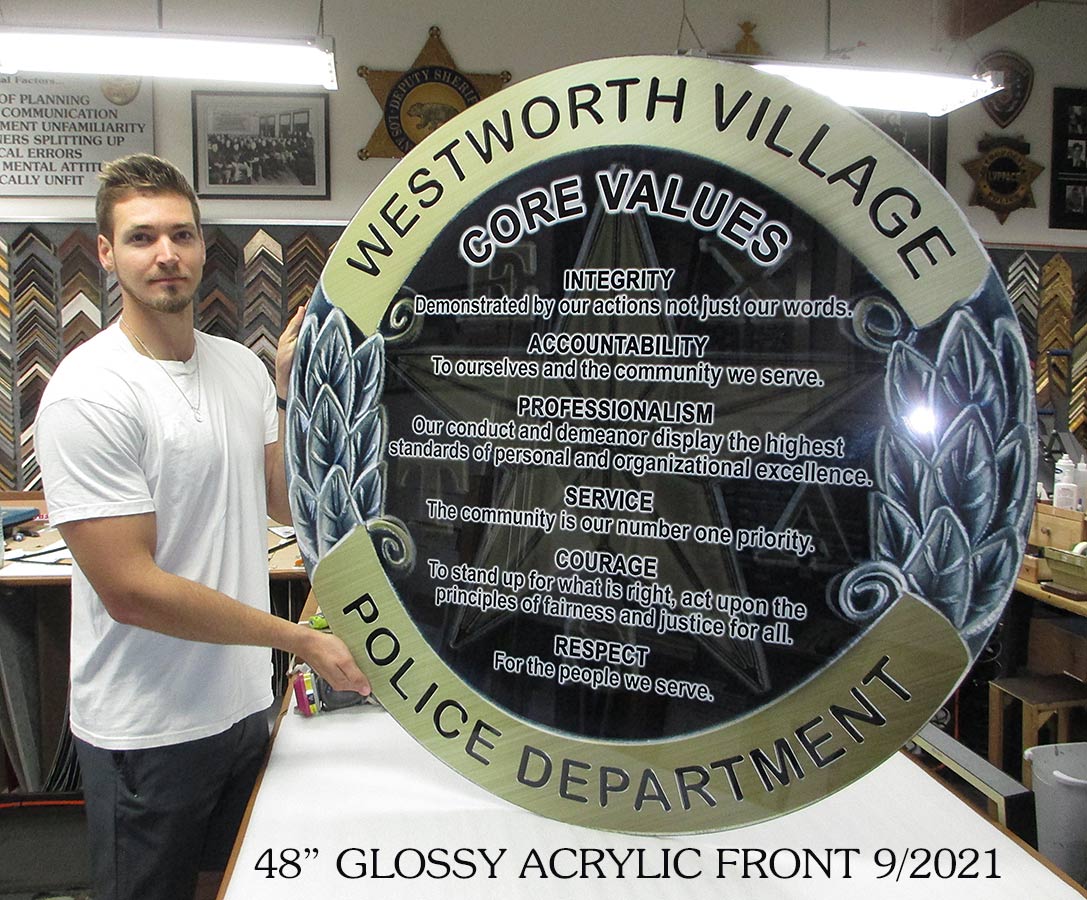 al Factors...
OF PLANNING
COMMUNICATION
MENT UNFAMILIARITY
NERS SPLITTING UP
CAL ERRORS
MENTAL ATTIT
CALLY UNFIT
DEPUTY SHERIFF
WESTWORTH VILLAGE
CORE VALUES
INTEGRITY
Demonstrated by our actions not just our words.
ACCOUNTABILITY
To ourselves and the community we serve.
PROFESSIONALISM
Our conduct and demeanor display the highest
standards of personal and organizational excellence.
SERVICE
The community is our number one priority.
COURAGE
To stand up for what is right, act upon the
principles of fairness and justice for all.
RESPECT
For the people we serve.
POLICE DEPARTMENT
48” GLOSSY ACRYLIC FRONT 9/2021